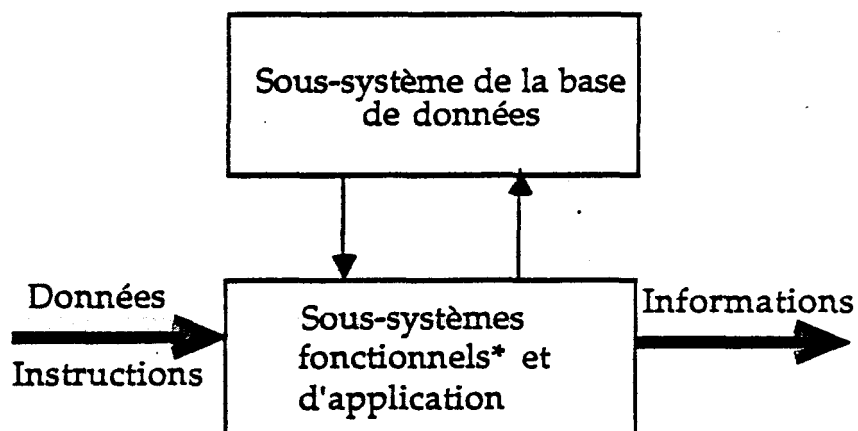 Sous-système de la base
de données
Données
Instructions
Sous-systèmes
fonctionnels* et
d'application
Informations